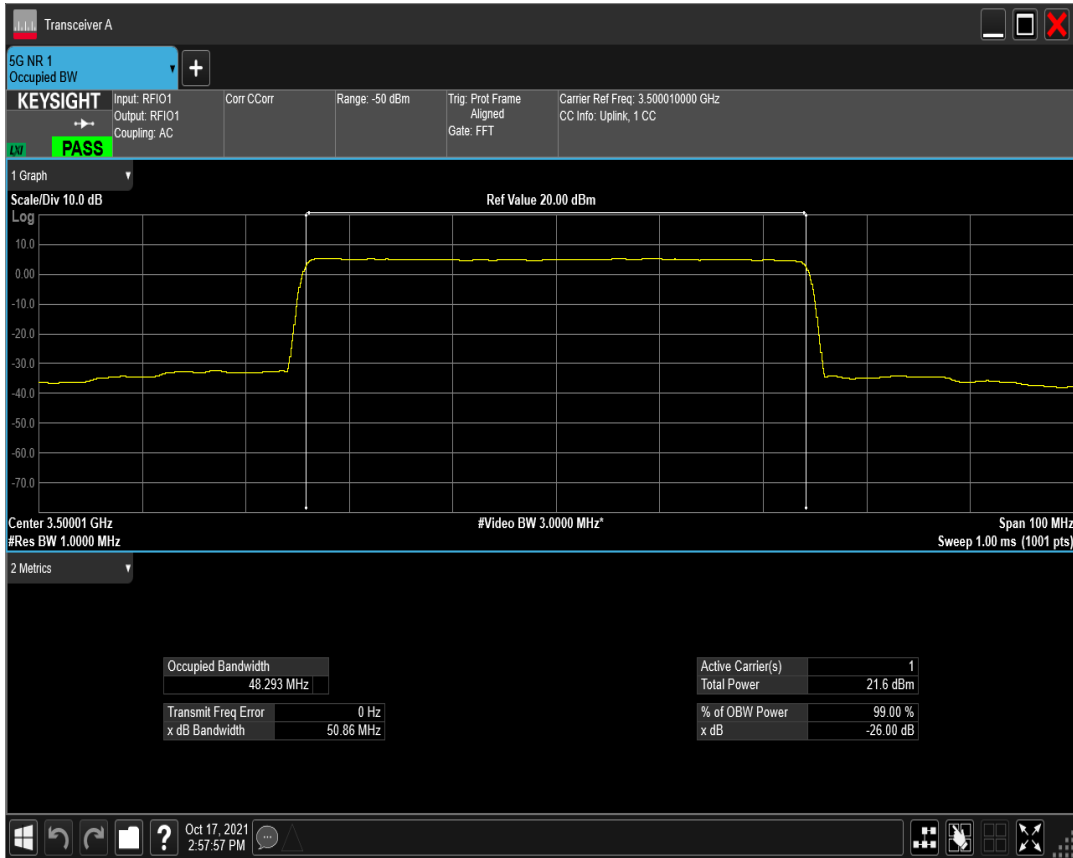 Transceiver A
5G NR 1
Occupied BW
+
KEYSIGHT
LXI
PASS
Input: RFIO1
Output: RFIO1
Coupling: AC
Corr CCorr
Range: -50 dBm
Trig: Prot Frame
Aligned
Gate: FFT
Carrier Ref Freq: 3.500010000 GHz
CC Info: Uplink, 1 CC
1 Graph
Scale/Div 10.0 dB
Ref Value 20.00 dBm
Log
10.0
0.00
-10.0
-20.0
-30.0
-40.0
-50.0
-60.0
-70.0
Center 3.50001 GHz
#Video BW 3.0000 MHz*
Span 100 MHz
#Res BW 1.0000 MHz
Sweep 1.00 ms (1001 pts)
2 Metrics
Occupied Bandwidth
48.293 MHz
Transmit Freq Error 0 Hz
x dB Bandwidth 50.86 MHz
Active Carrier(s) 1
Total Power 21.6 dBm
% of OBW Power 99.00 %
x dB -26.00 dB
?
Oct 17, 2021
2:57:57 PM